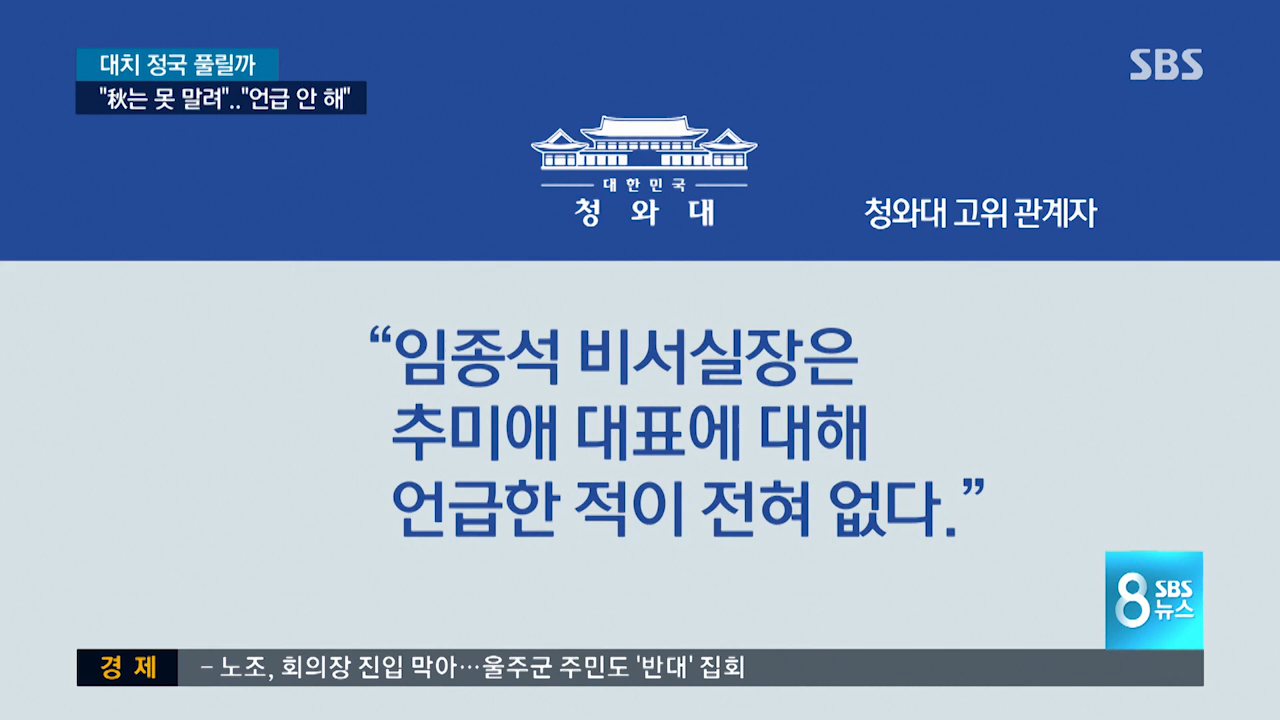 대치 정국 풀릴까
SBS
"秋는 못 말려".."언급 안 해"
대한민국
청와대
청와대 고위 관계자
“임종석 비서실장은
추미애 대표에 대해
언급한 적이 전혀 없다.”
8 SBS 뉴스
경제
- 노조, 회의장 진입 막아…울주군 주민도 '반대' 집회